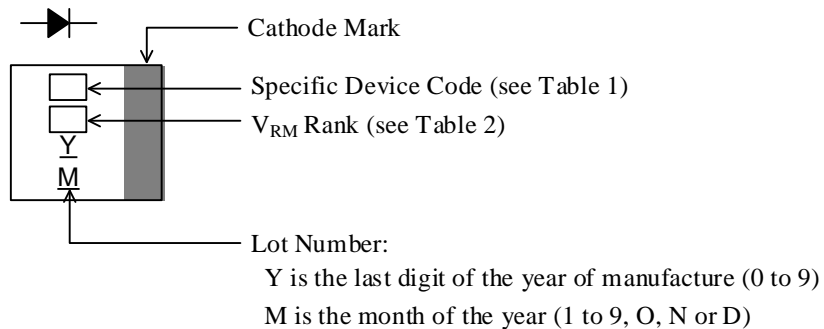 Cathode Mark
Specific Device Code (see Table 1)
VRM Rank (see Table 2)
Y
M
Lot Number:
Y is the last digit of the year of manufacture (0 to 9)
M is the month of the year (1 to 9, O, N or D)